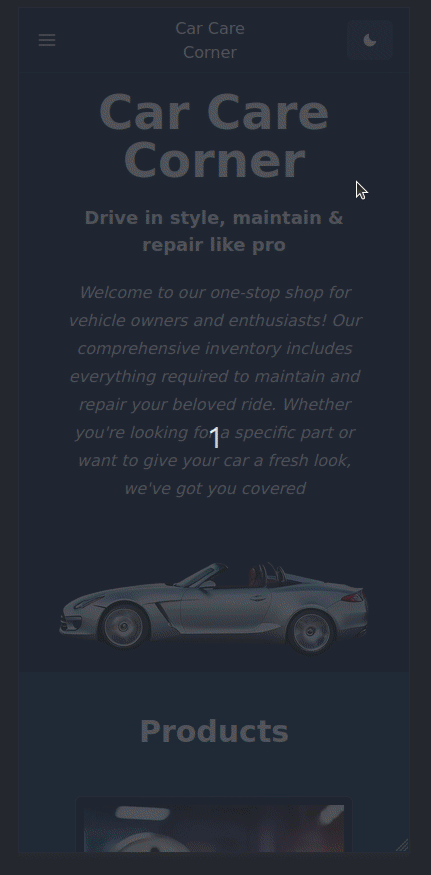 Car Care
Corner
Car Care
Corner
Drive in style, maintain &
repair like pro
Welcome to our one-stop shop for
vehicle owners and enthusiasts! Our
comprehensive inventory includes
everything required to maintain and
repair your beloved ride. Whether
you're looking for a specific part or
want to give your car a fresh look,
we've got you covered
1
Products